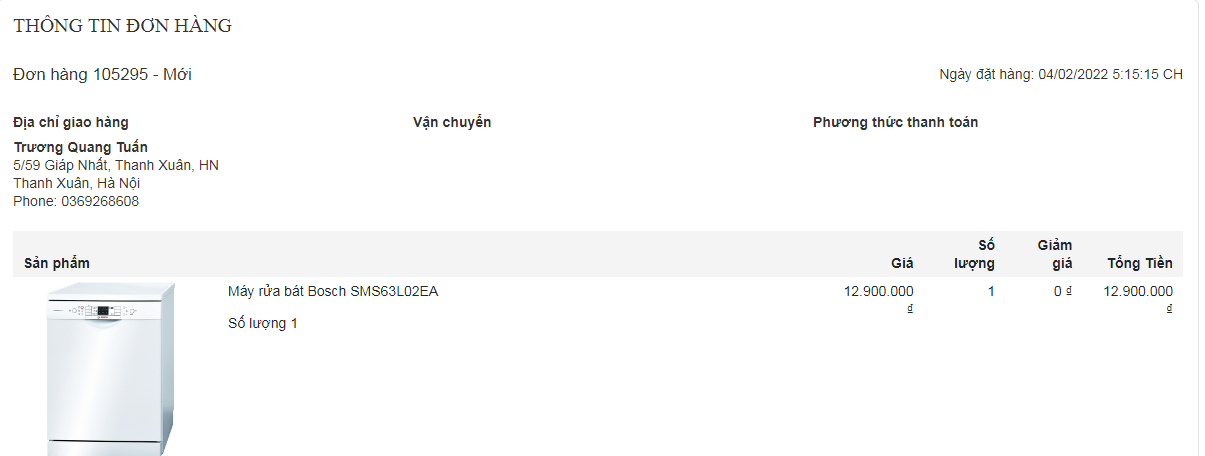 THÔNG TIN ĐƠN HÀNG
Đơn hàng 105295 - Mới
Ngày đặt hàng: 04/02/2022 5:15:15 CH
Địa chỉ giao hàng
Trương Quang Tuấn
5/59 Giáp Nhất, Thanh Xuân, HN
Thanh Xuân, Hà Nội
Phone: 0369268608
Vận chuyển
Phương thức thanh toán
Sản phẩm
Giá
Số
lượng
Giảm
giá
Tổng Tiền
Máy rửa bát Bosch SMS63L02EA
Số lượng 1
12.900.000
₫
1
0 ₫
12.900.000
₫